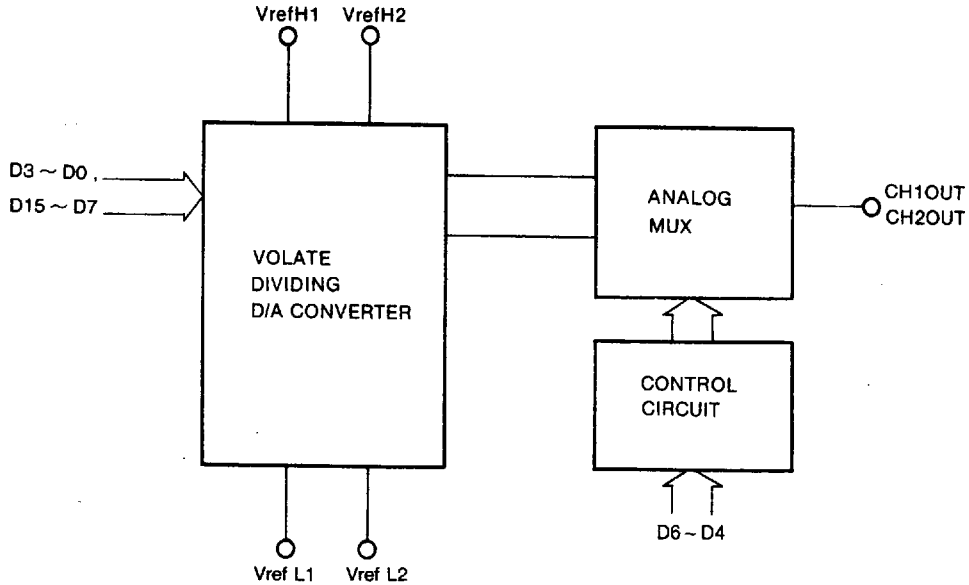 VrefH1 VrefH2
D3 ~ D0 ,
D15 ~ D7
VOLATE
DIVIDING
D/A CONVERTER
ANALOG
MUX
CH1OUT
CH2OUT
CONTROL
CIRCUIT
D6 ~ D4
Vref L1 Vref L2